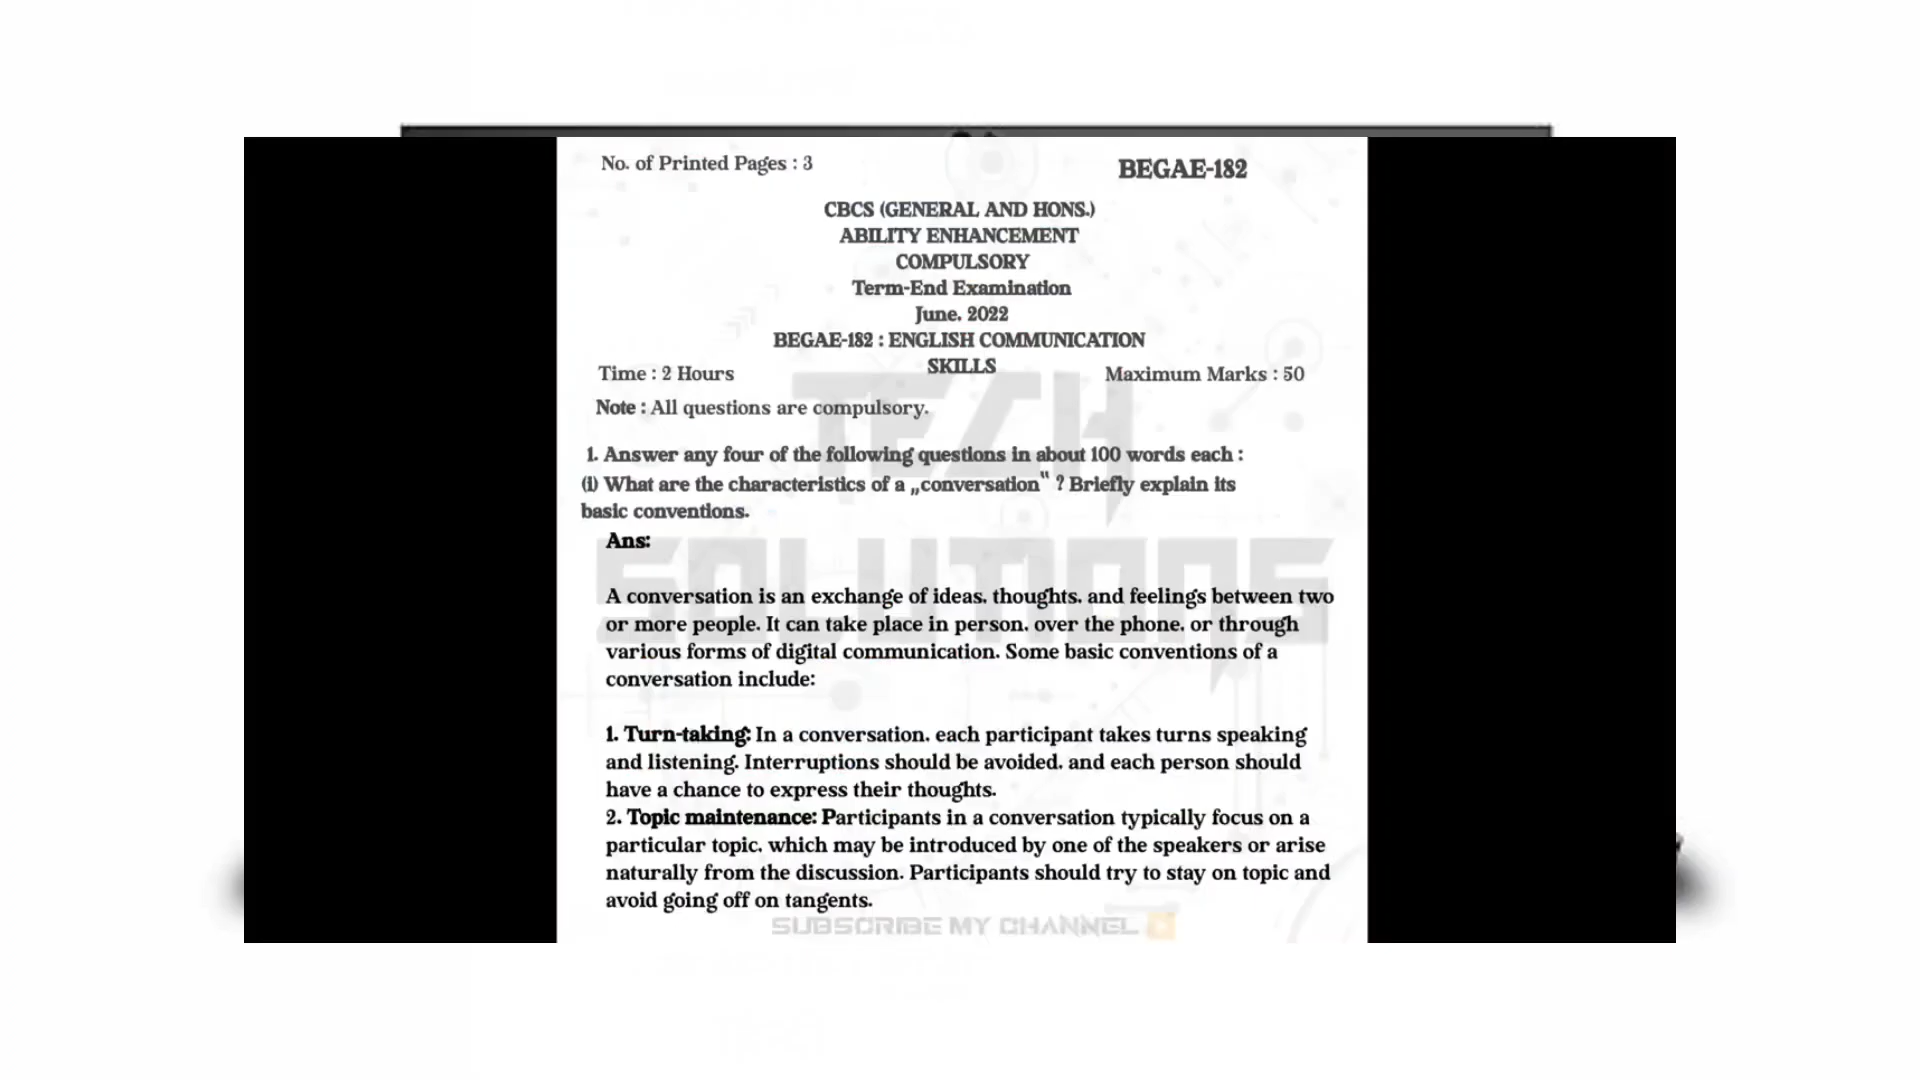 No. of Printed Pages : 3
BEGAE-182
CBCS (GENERAL AND HONS.)
ABILITY ENHANCEMENT
COMPULSORY
Term-End Examination
June, 2022
BEGAE-182 : ENGLISH COMMUNICATION
SKILLS
Time : 2 Hours
Maximum Marks : 50
Note : All questions are compulsory.
1. Answer any four of the following questions in about 100 words each :
(i) What are the characteristics of a „conversation‟ ? Briefly explain its
basic conventions.
Ans:
A conversation is an exchange of ideas, thoughts, and feelings between two
or more people. It can take place in person, over the phone, or through
various forms of digital communication. Some basic conventions of a
conversation include:
1. Turn-taking: In a conversation, each participant takes turns speaking
and listening. Interruptions should be avoided, and each person should
have a chance to express their thoughts.
2. Topic maintenance: Participants in a conversation typically focus on a
particular topic, which may be introduced by one of the speakers or arise
naturally from the discussion. Participants should try to stay on topic and
avoid going off on tangents.
TECH
SOLUTIONS
SUBSCRIBE MY CHANNEL